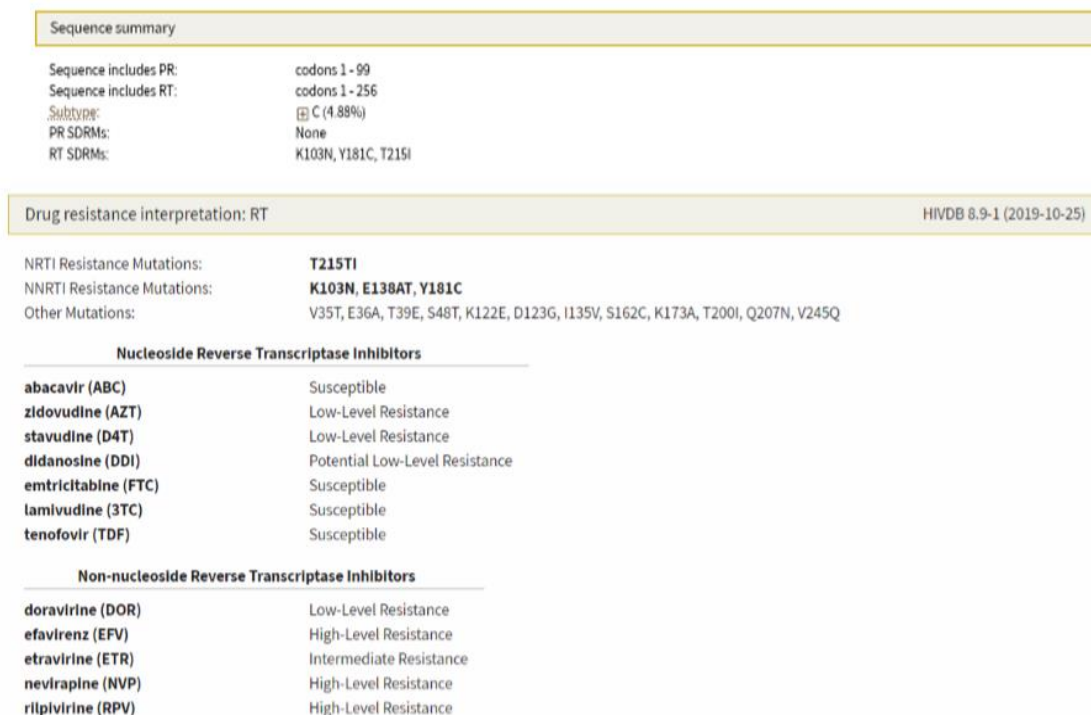 Sequence summary
Sequence includes PR: codons 1 - 99
Sequence includes RT: codons 1 - 256
Subtype: C (4.88%)
PR SDRMs: None
RT SDRMs: K103N, Y181C, T215I
Drug resistance interpretation: RT HIVDB 8.9-1 (2019-10-25)
NRTI Resistance Mutations: T215TI
NNRTI Resistance Mutations: K103N, E138AT, Y181C
Other Mutations: V35T, E36A, T39E, S48T, K122E, D123G, I135V, S162C, K173A, T200I, Q207N, V245Q
Nucleoside Reverse Transcriptase Inhibitors
abacavir (ABC) Susceptible
zidovudine (AZT) Low-Level Resistance
stavudine (D4T) Low-Level Resistance
didanosine (DDI) Potential Low-Level Resistance
emtricitabine (FTC) Susceptible
lamivudine (3TC) Susceptible
tenofovir (TDF) Susceptible
Non-nucleoside Reverse Transcriptase Inhibitors
doravirine (DOR) Low-Level Resistance
efavirenz (EFV) High-Level Resistance
etravirine (ETR) Intermediate Resistance
nevirapine (NVP) High-Level Resistance
rilpivirine (RPV) High-Level Resistance